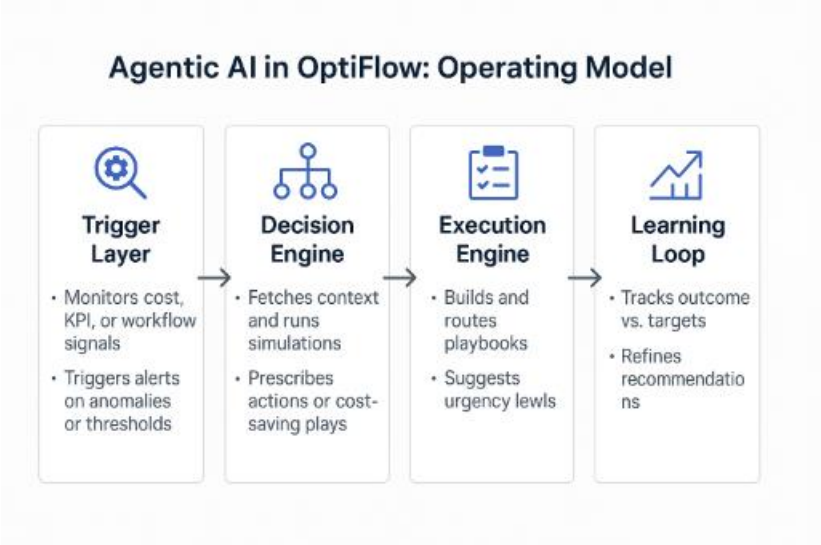 Agentic AI in OptiFlow: Operating Model
Trigger
Layer
• Monitors cost,
KPI, or workflow
signals
• Triggers alerts
on anomalies
or thresholds
Decision
Engine
• Fetches context
and runs
simulations
• Prescribes
actions or cost-
saving plays
Execution
Engine
• Builds and
routes
playbooks
• Suggests
urgency lewls
Learning
Loop
• Tracks outcome
vs. targets
• Refines
recommendatio
ns